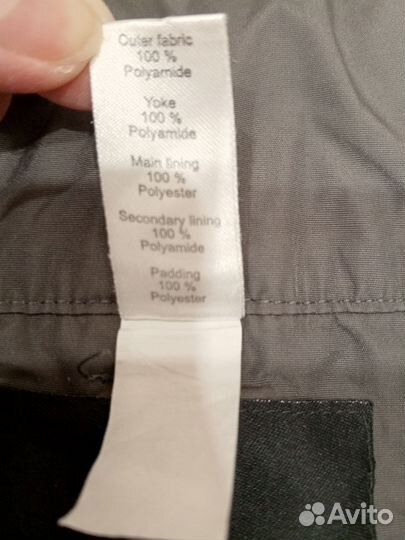 Outer fabric
100 %
Polyamide
Yoke
100 %
Polyamide
Main lining
100 %
Polyester
Secondary lining
100 %
Polyamide
Padding
100 %
Polyester
Avito